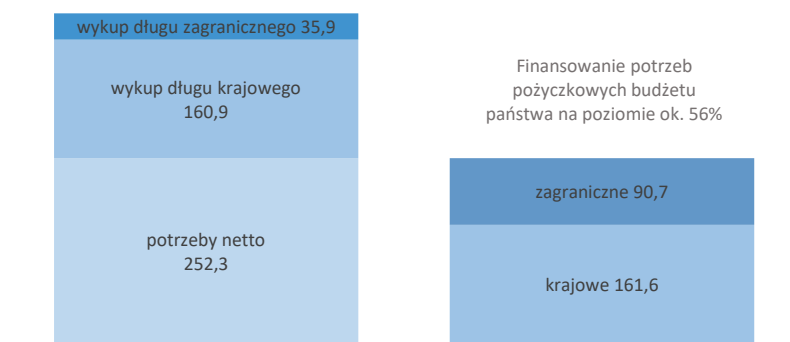 wykup długu zagranicznego 35,9
wykup długu krajowego
160,9
potrzeby netto
252,3
Finansowanie potrzeb
pożyczkowych budżetu
państwa na poziomie ok. 56%
zagraniczne 90,7
krajowe 161,6